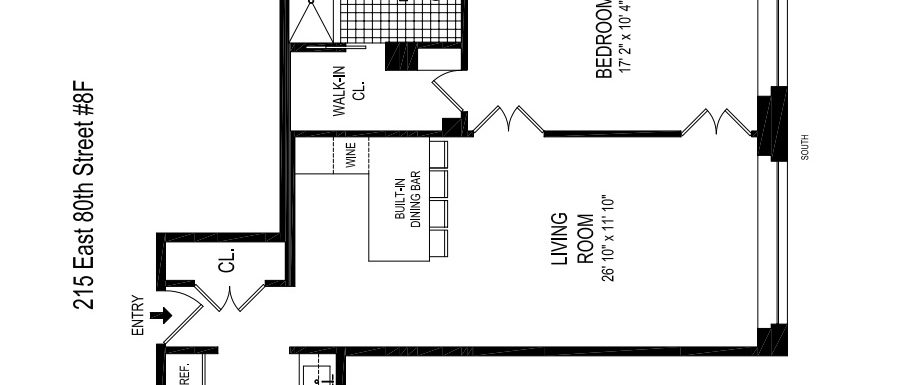 215 East 80th Street #8F
ENTRY
REF.
CL.
WALK-IN
CL.
WINE
BUILT-IN
DINING BAR
LIVING
ROOM
26' 10" x 11' 10"
BEDROOM
17' 2" x 10' 4"
SOUTH